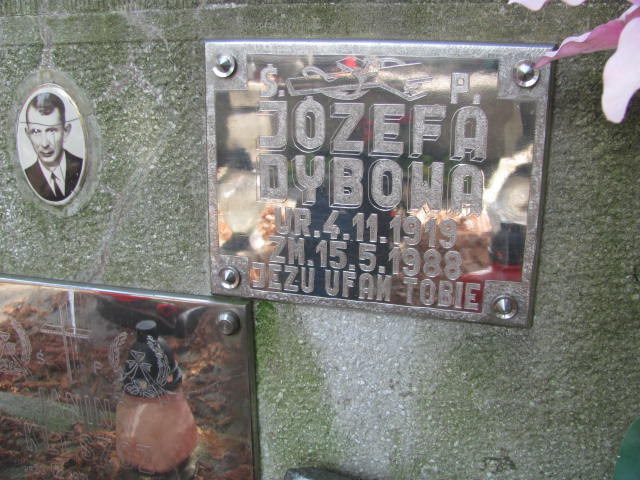 Ś. P.
JÓZEFA
DYBOWA
UR. 4.11.1919
ZM. 15.5.1988
JEZU UFAM TOBIE
Ś P